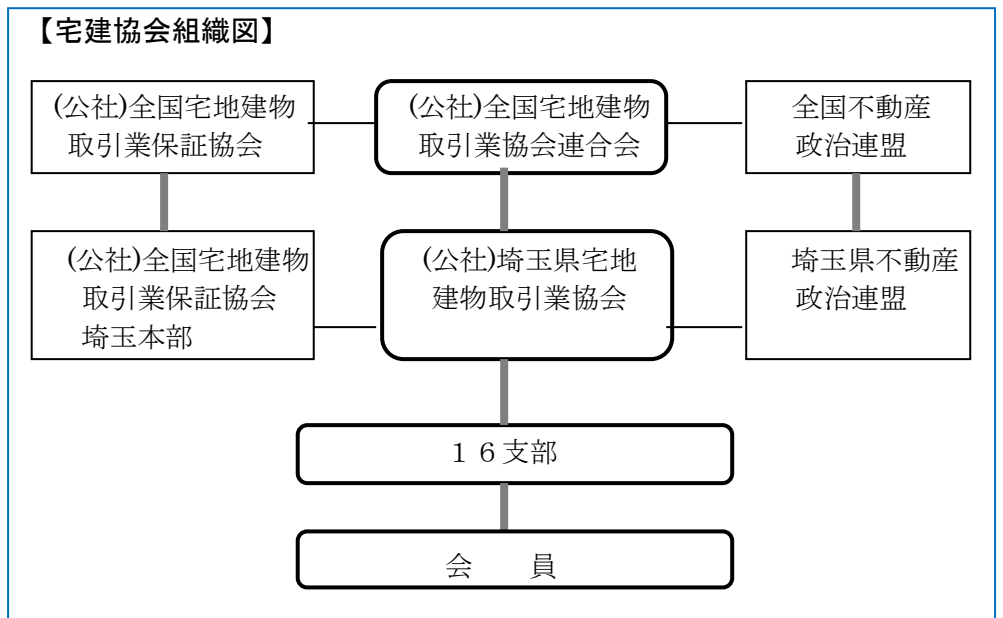 【宅建協会組織図】
(公社)全国宅地建物
取引業保証協会
(公社)全国宅地建物
取引業協会連合会
全国不動産
政治連盟
(公社)全国宅地建物
取引業保証協会
埼玉本部
(公社)埼玉県宅地
建物取引業協会
埼玉県不動産
政治連盟
１６支部
会　　員